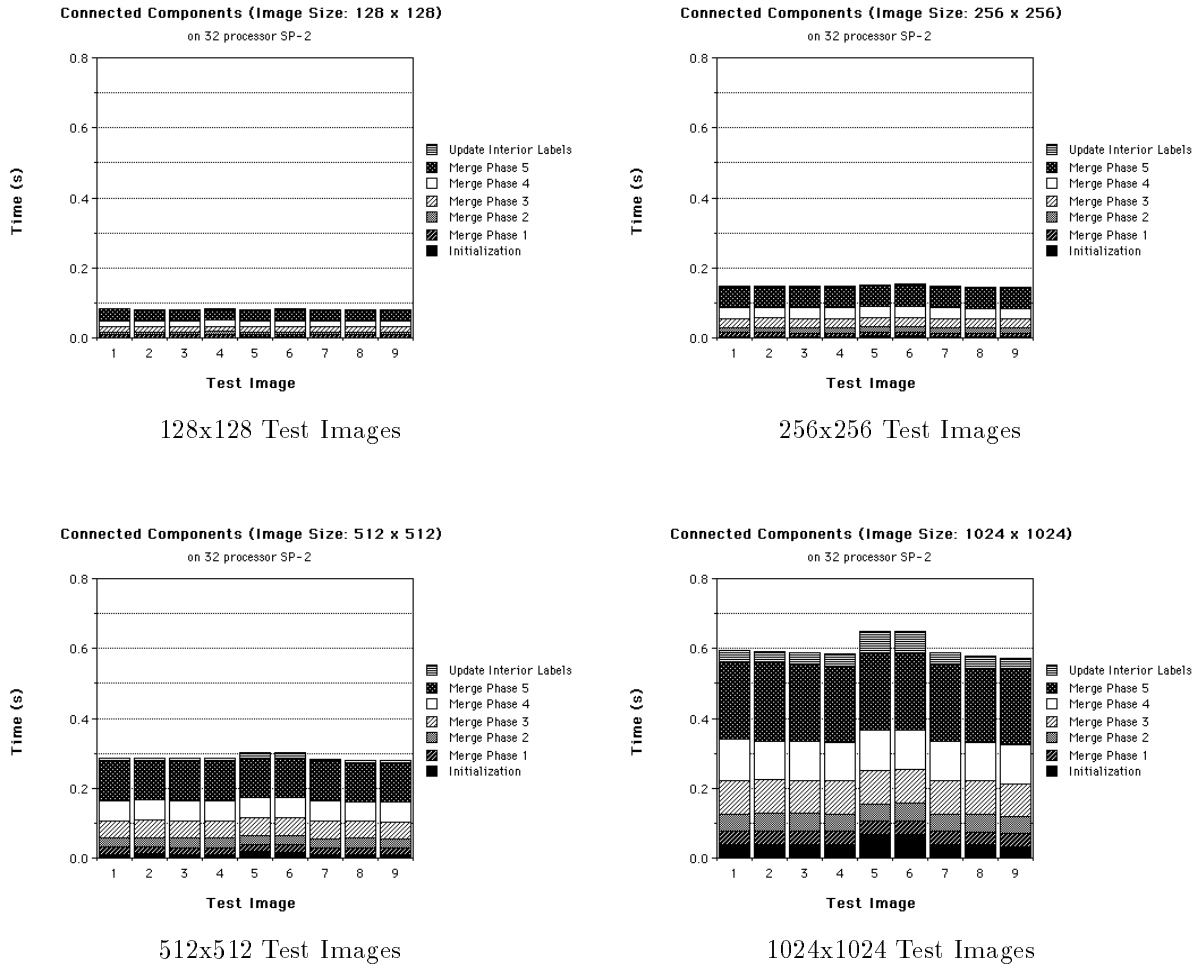 Connected Components (Image Size: 128 x 128)
on 32 processor SP-2
Time (s)
0.8
0.6
0.4
0.2
0.0
1 2 3 4 5 6 7 8 9
Test Image
Update Interior Labels
Merge Phase 5
Merge Phase 4
Merge Phase 3
Merge Phase 2
Merge Phase 1
Initialization
128x128 Test Images
Connected Components (Image Size: 256 x 256)
on 32 processor SP-2
Time (s)
0.8
0.6
0.4
0.2
0.0
1 2 3 4 5 6 7 8 9
Test Image
Update Interior Labels
Merge Phase 5
Merge Phase 4
Merge Phase 3
Merge Phase 2
Merge Phase 1
Initialization
256x256 Test Images
Connected Components (Image Size: 512 x 512)
on 32 processor SP-2
Time (s)
0.8
0.6
0.4
0.2
0.0
1 2 3 4 5 6 7 8 9
Test Image
Update Interior Labels
Merge Phase 5
Merge Phase 4
Merge Phase 3
Merge Phase 2
Merge Phase 1
Initialization
512x512 Test Images
Connected Components (Image Size: 1024 x 1024)
on 32 processor SP-2
Time (s)
0.8
0.6
0.4
0.2
0.0
1 2 3 4 5 6 7 8 9
Test Image
Update Interior Labels
Merge Phase 5
Merge Phase 4
Merge Phase 3
Merge Phase 2
Merge Phase 1
Initialization
1024x1024 Test Images